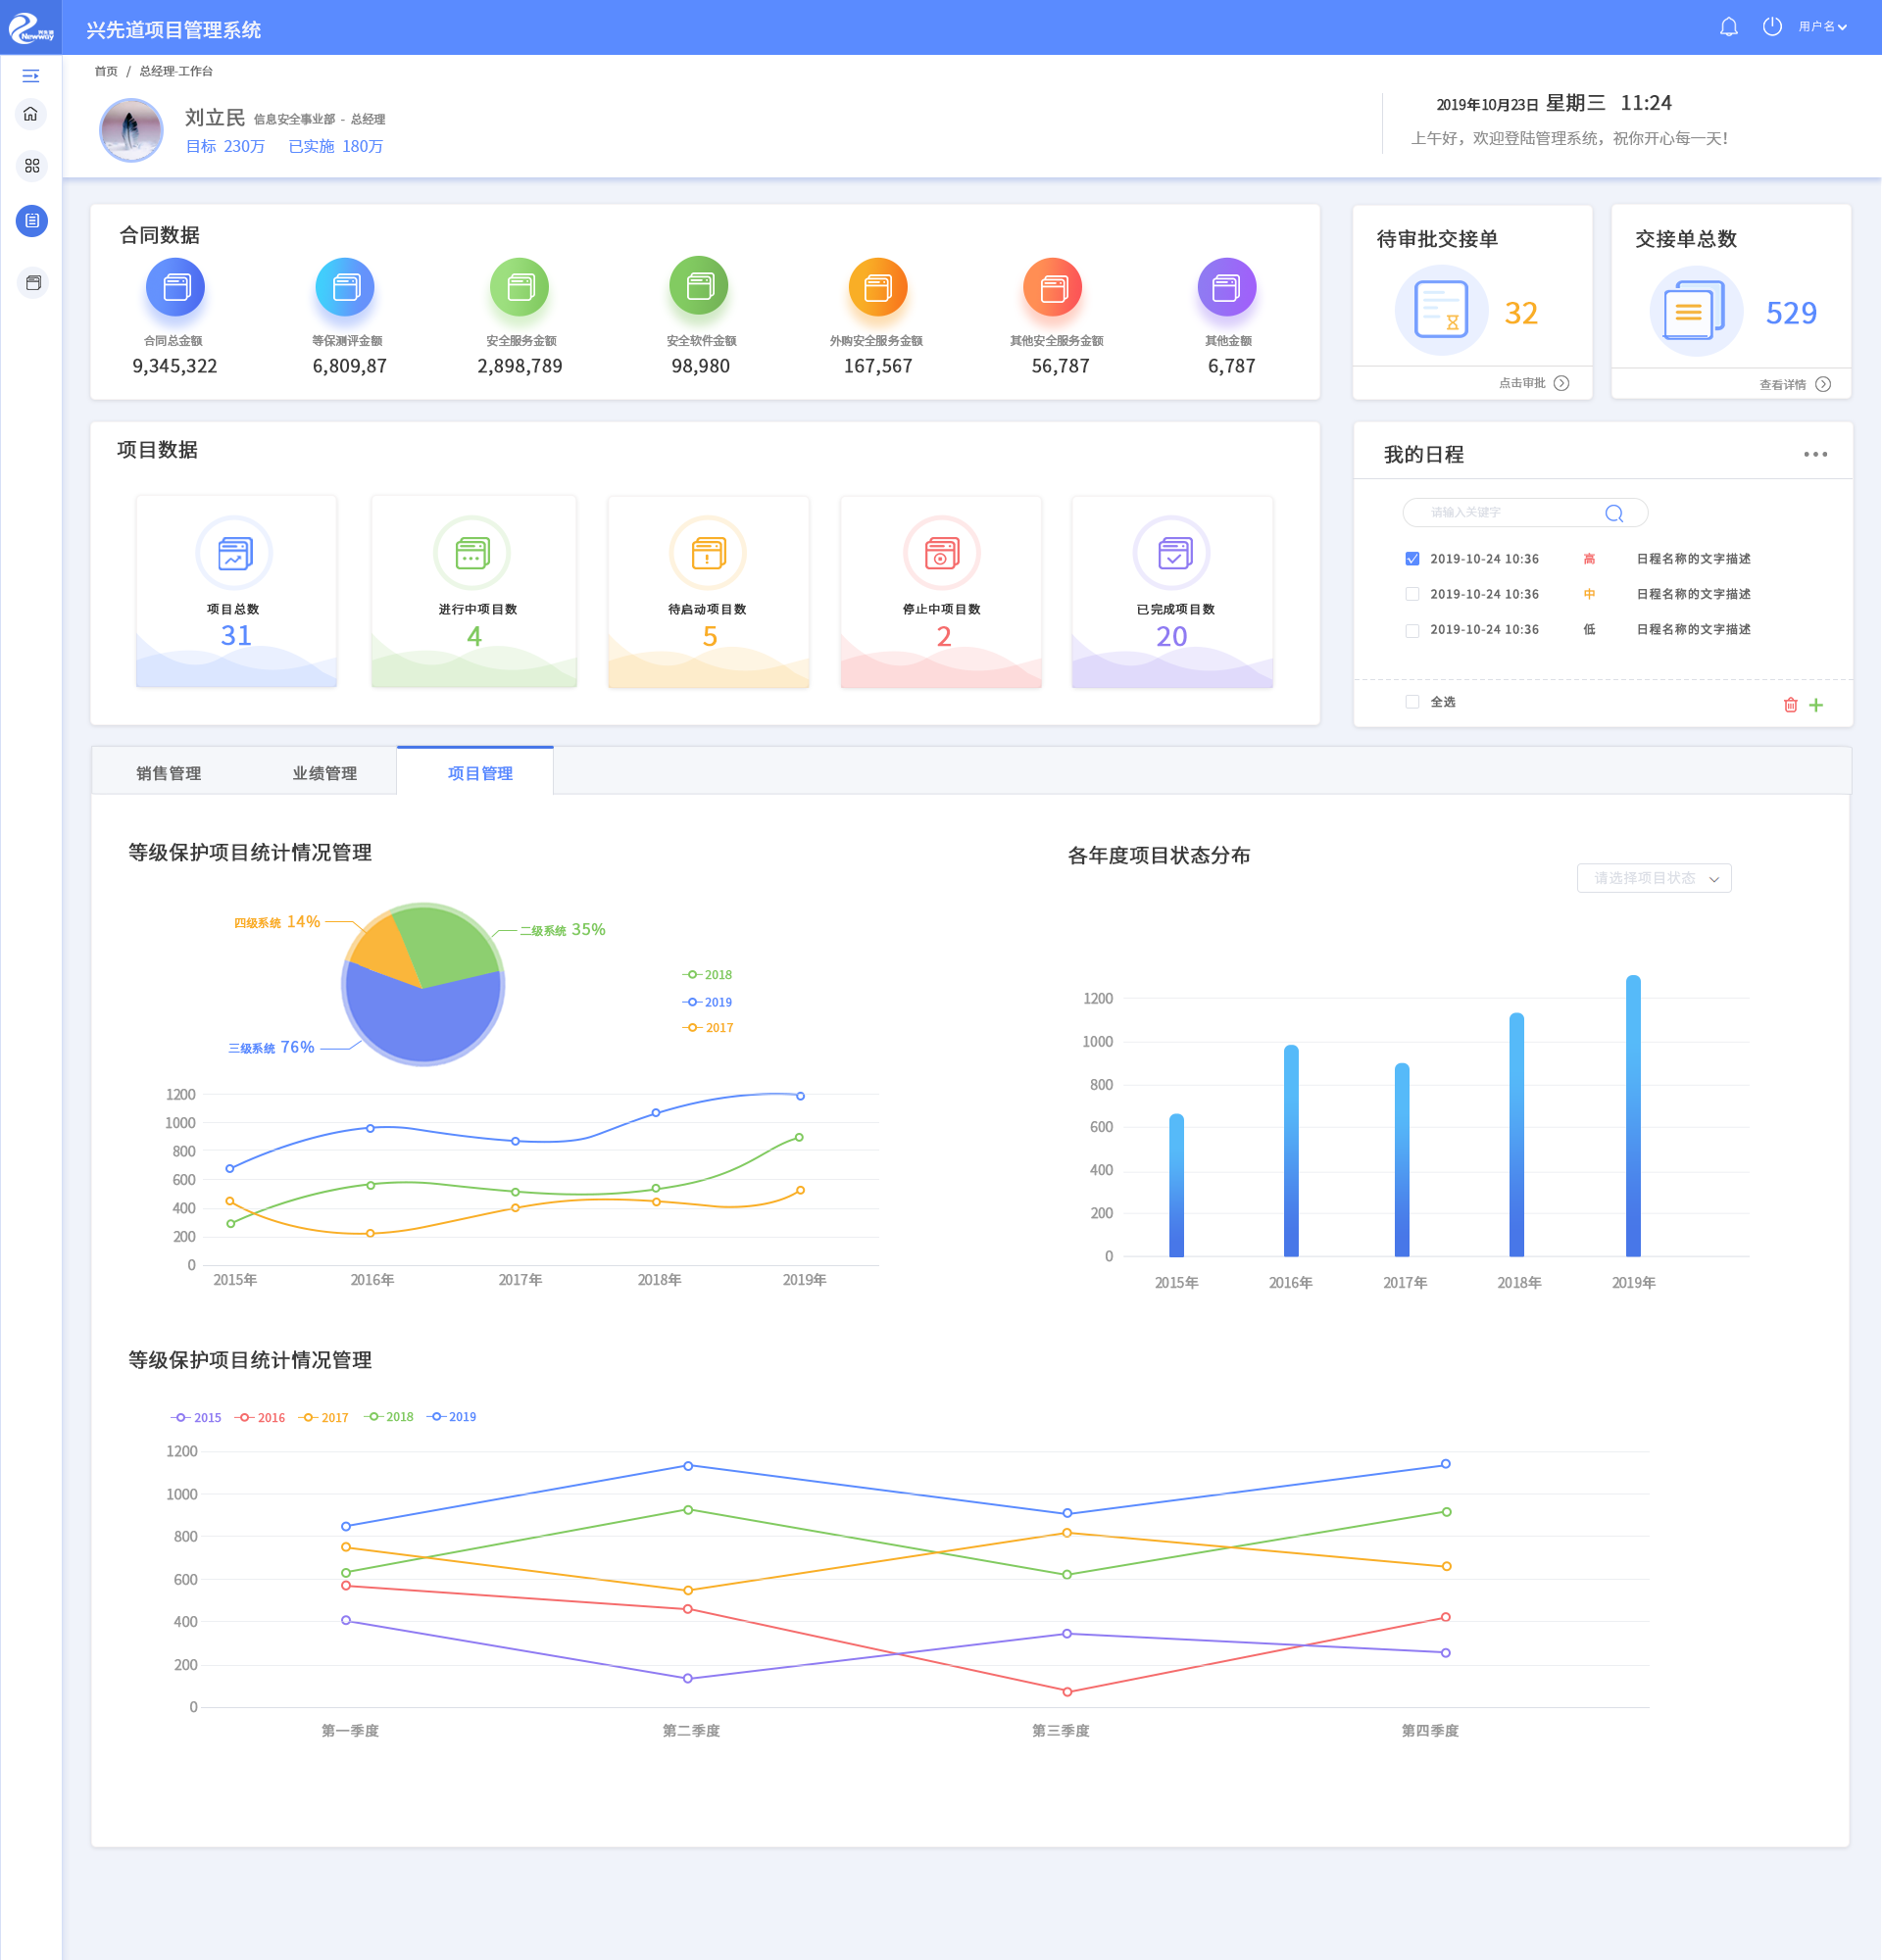 Newway
兴先道项目管理系统
用户名
首页 / 总经理-工作台
刘立民 信息安全事业部 - 总经理
目标 230万 已实施 180万
2019年10月23日 星期三 11:24
上午好，欢迎登陆管理系统，祝你开心每一天！
合同数据
合同总金额 等保测评金额 安全服务金额 安全软件金额 外购安全服务金额 其他安全服务金额 其他金额
9,345,322 6,809,87 2,898,789 98,980 167,567 56,787 6,787
待审批交接单
32
点击审批
交接单总数
529
查看详情
项目数据
项目总数 进行中项目数 待启动项目数 停止中项目数 已完成项目数
31 4 5 2 20
我的日程
请输入关键字
2019-10-24 10:36 高 日程名称的文字描述
2019-10-24 10:36 中 日程名称的文字描述
2019-10-24 10:36 低 日程名称的文字描述
全选
销售管理 业绩管理 项目管理
等级保护项目统计情况管理
四级系统 14%
二级系统 35%
三级系统 76%
2018
2019
2017
1200
1000
800
600
400
200
0
2015年 2016年 2017年 2018年 2019年
各年度项目状态分布
请选择项目状态
1200
1000
800
600
400
200
0
2015年 2016年 2017年 2018年 2019年
等级保护项目统计情况管理
2015 2016 2017 2018 2019
1200
1000
800
600
400
200
0
第一季度 第二季度 第三季度 第四季度